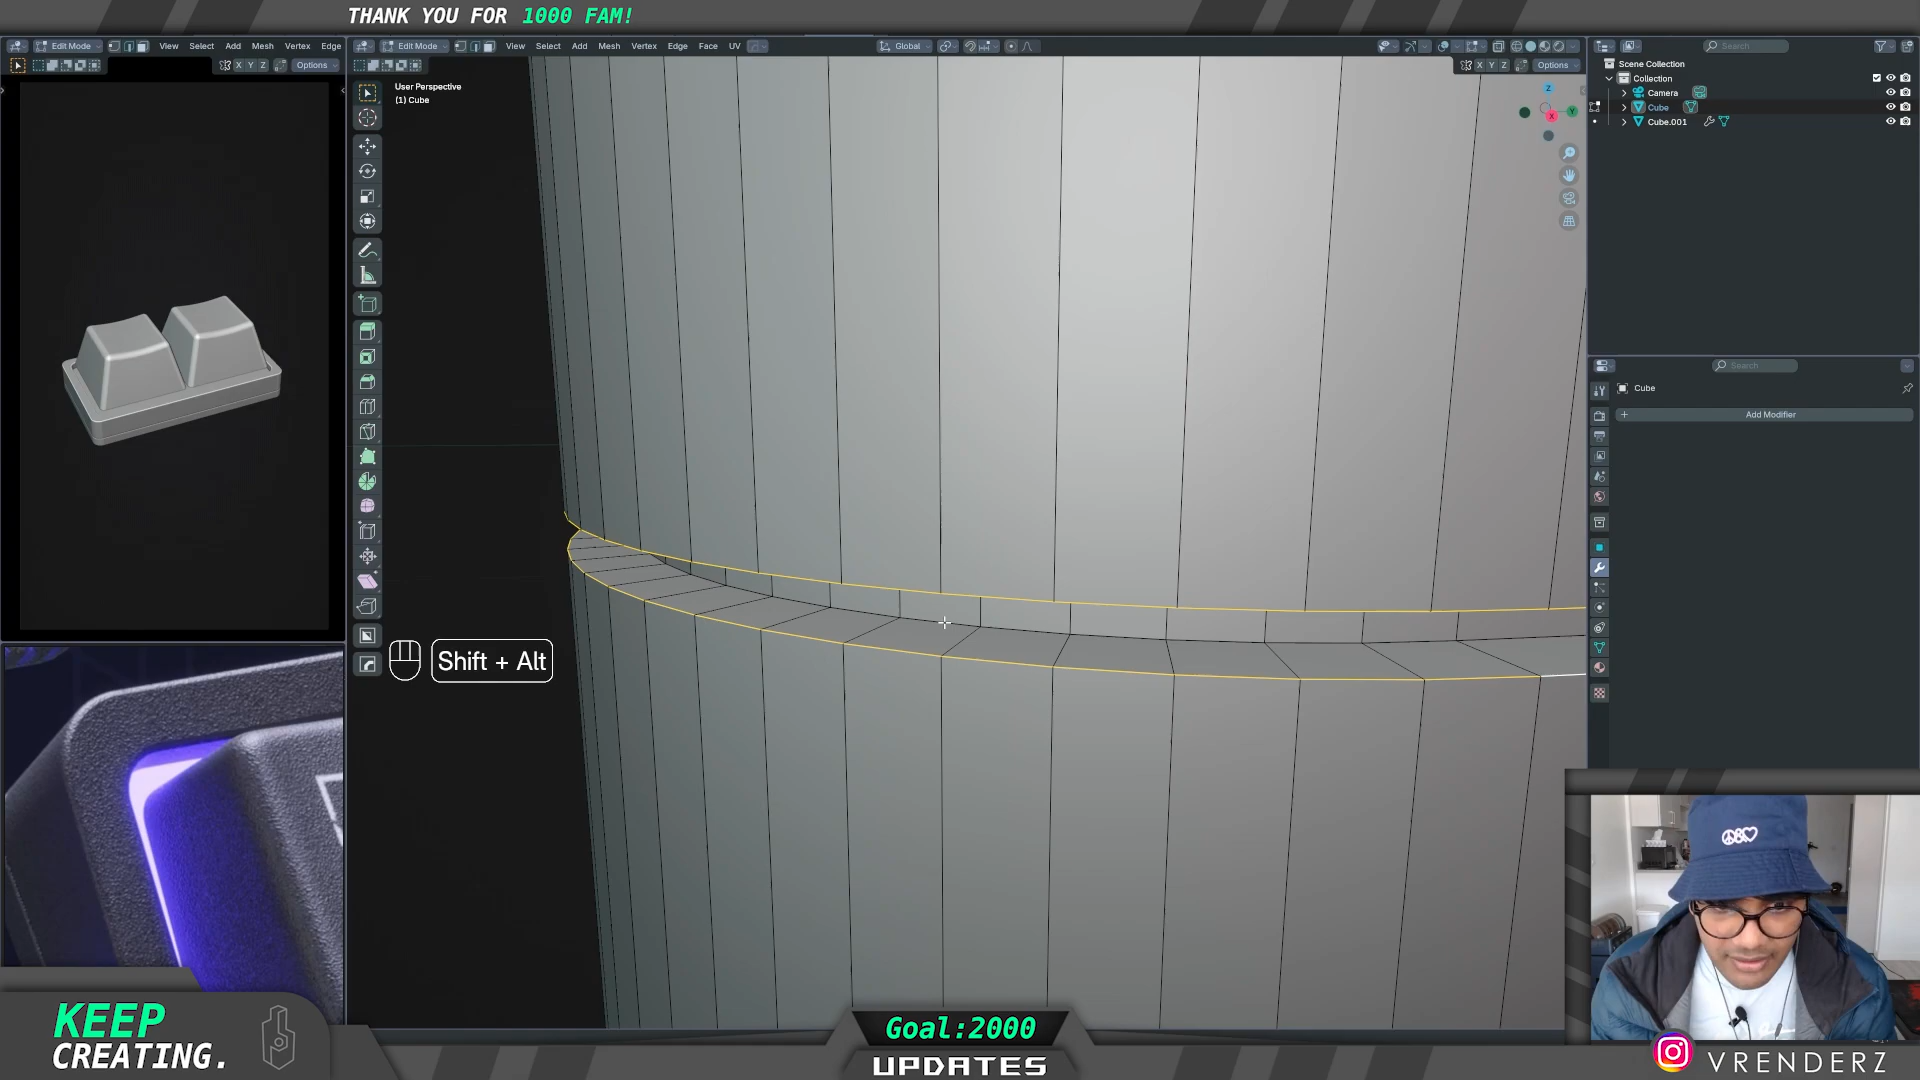 THANK YOU FOR 1000 FAM!
Edit Mode View Select Add Mesh Vertex Edge
X Y Z Options
Edit Mode View Select Add Mesh Vertex Edge Face UV
Global
X Y Z Options
User Perspective
(1) Cube
Z
Y
X
Search
Scene Collection
Collection
Camera
Cube
Cube.001
Search
Cube
Add Modifier
Shift + Alt
KEEP
CREATING.
Goal:2000
UPDATES
VRENDERZ